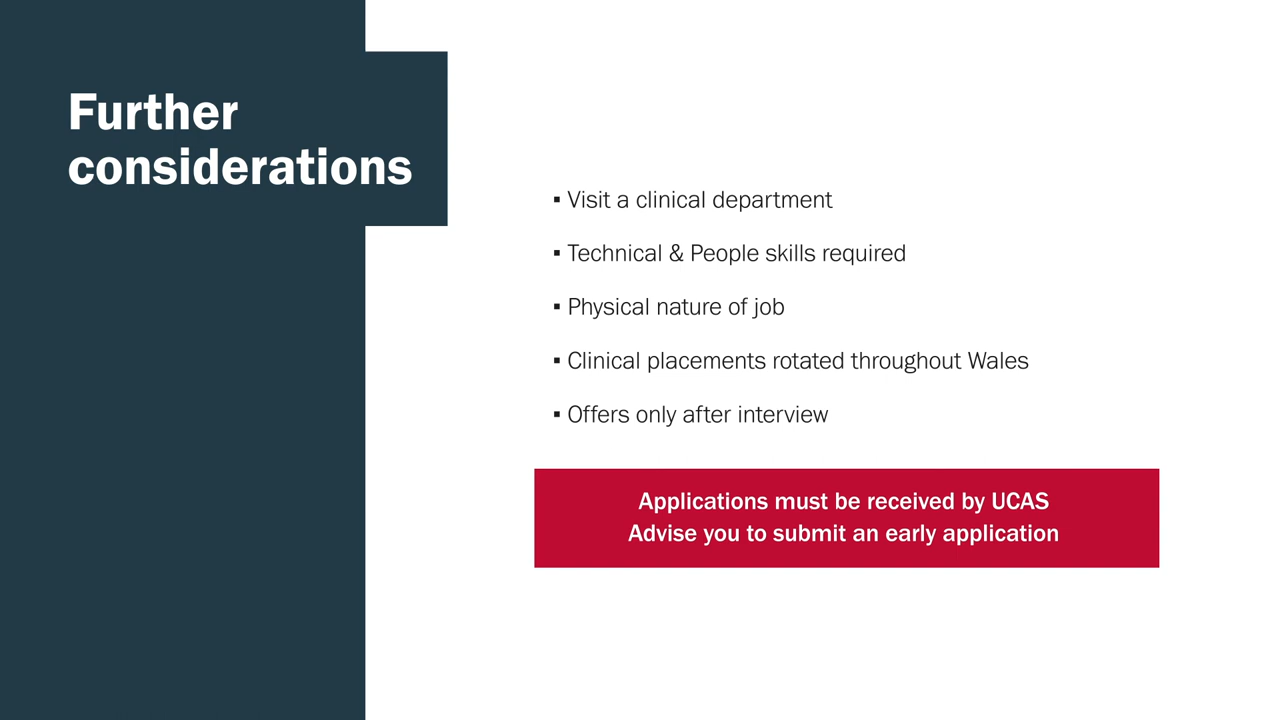 Further
considerations
▪ Visit a clinical department
▪ Technical & People skills required
▪ Physical nature of job
▪ Clinical placements rotated throughout Wales
▪ Offers only after interview
Applications must be received by UCAS
Advise you to submit an early application